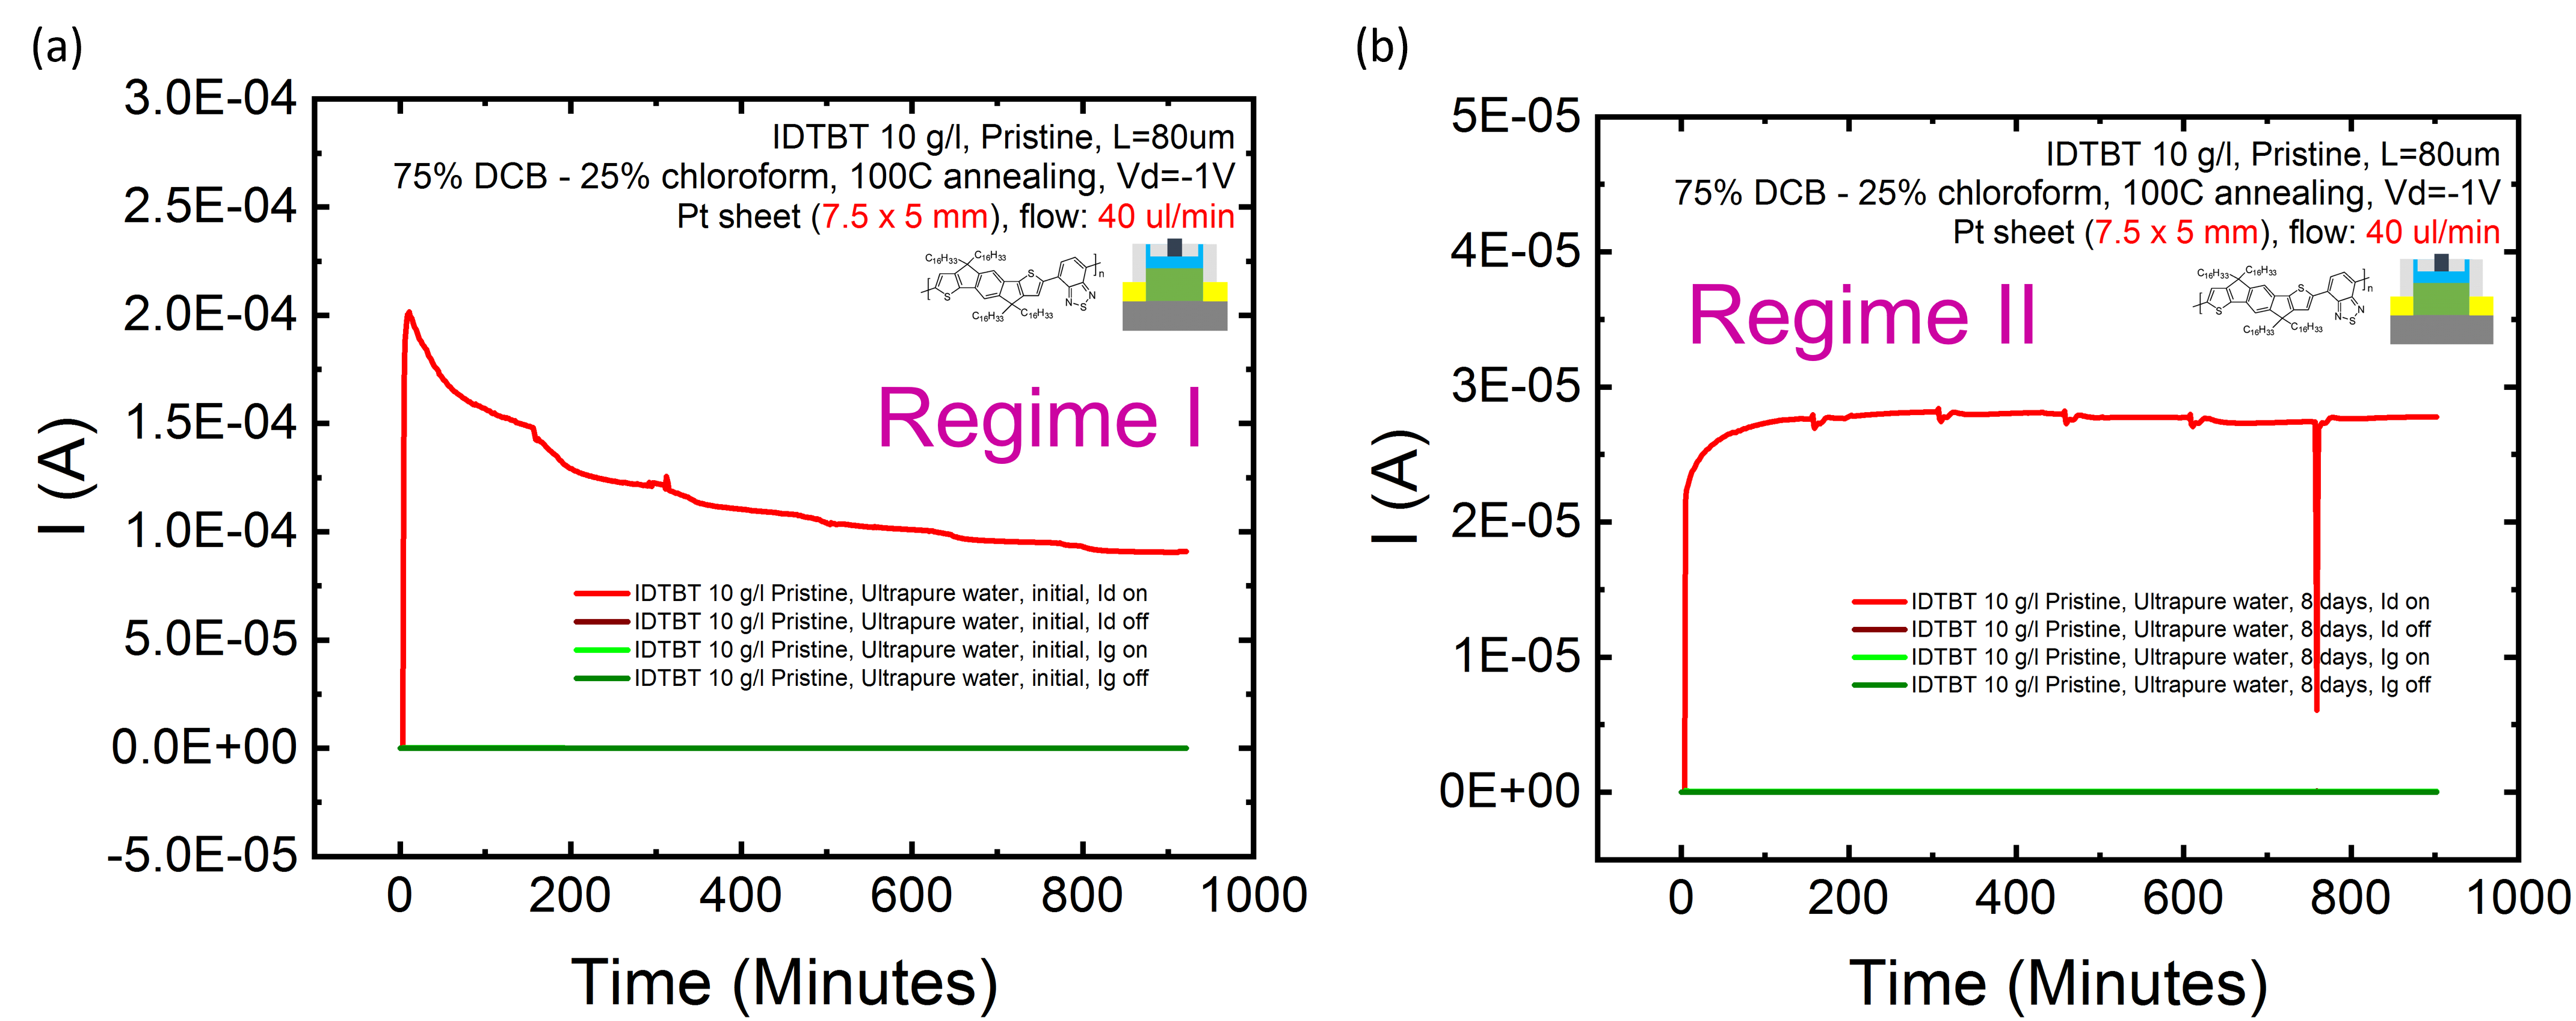 (a)
3.0E-04
2.5E-04
2.0E-04
1.5E-04
1.0E-04
5.0E-05
0.0E+00
-5.0E-05
I (A)
IDTBT 10 g/l, Pristine, L=80um
75% DCB - 25% chloroform, 100C annealing, Vd=-1V
Pt sheet (7.5 x 5 mm), flow: 40 ul/min
C16H33 C16H33
S
S
N N
S
n
C16H33 C16H33
Regime I
IDTBT 10 g/l Pristine, Ultrapure water, initial, Id on
IDTBT 10 g/l Pristine, Ultrapure water, initial, Id off
IDTBT 10 g/l Pristine, Ultrapure water, initial, Ig on
IDTBT 10 g/l Pristine, Ultrapure water, initial, Ig off
0 200 400 600 800 1000
Time (Minutes)
(b)
5E-05
4E-05
3E-05
2E-05
1E-05
0E+00
I (A)
IDTBT 10 g/l, Pristine, L=80um
75% DCB - 25% chloroform, 100C annealing, Vd=-1V
Pt sheet (7.5 x 5 mm), flow: 40 ul/min
C16H33 C16H33
S
S
N N
S
n
C16H33 C16H33
Regime II
IDTBT 10 g/l Pristine, Ultrapure water, 8 days, Id on
IDTBT 10 g/l Pristine, Ultrapure water, 8 days, Id off
IDTBT 10 g/l Pristine, Ultrapure water, 8 days, Ig on
IDTBT 10 g/l Pristine, Ultrapure water, 8 days, Ig off
0 200 400 600 800 1000
Time (Minutes)